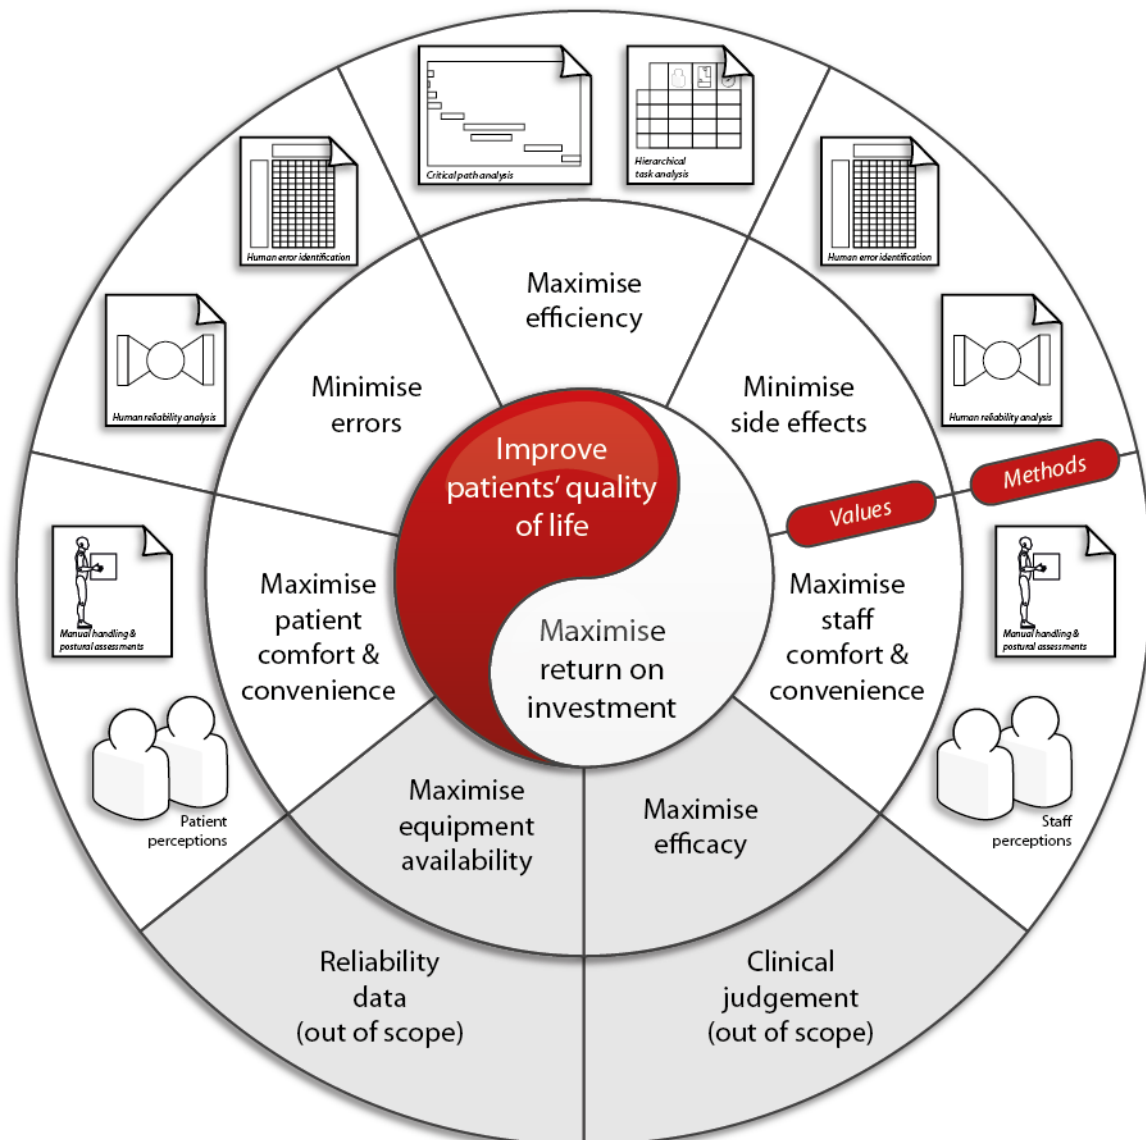 Critical path analysis
Hierarchical
task analysis
Human error identification
Human error identification
Maximise
efficiency
Human reliability analysis
Human reliability analysis
Minimise
errors
Minimise
side effects
Improve
patients’ quality
of life
Values
Methods
Manual handling &
postural assessments
Maximise
patient
comfort &
convenience
Maximise
return on
investment
Maximise
staff
comfort &
convenience
Manual handling &
postural assessments
Patient
perceptions
Maximise
equipment
availability
Maximise
efficacy
Staff
perceptions
Reliability
data
(out of scope)
Clinical
judgement
(out of scope)